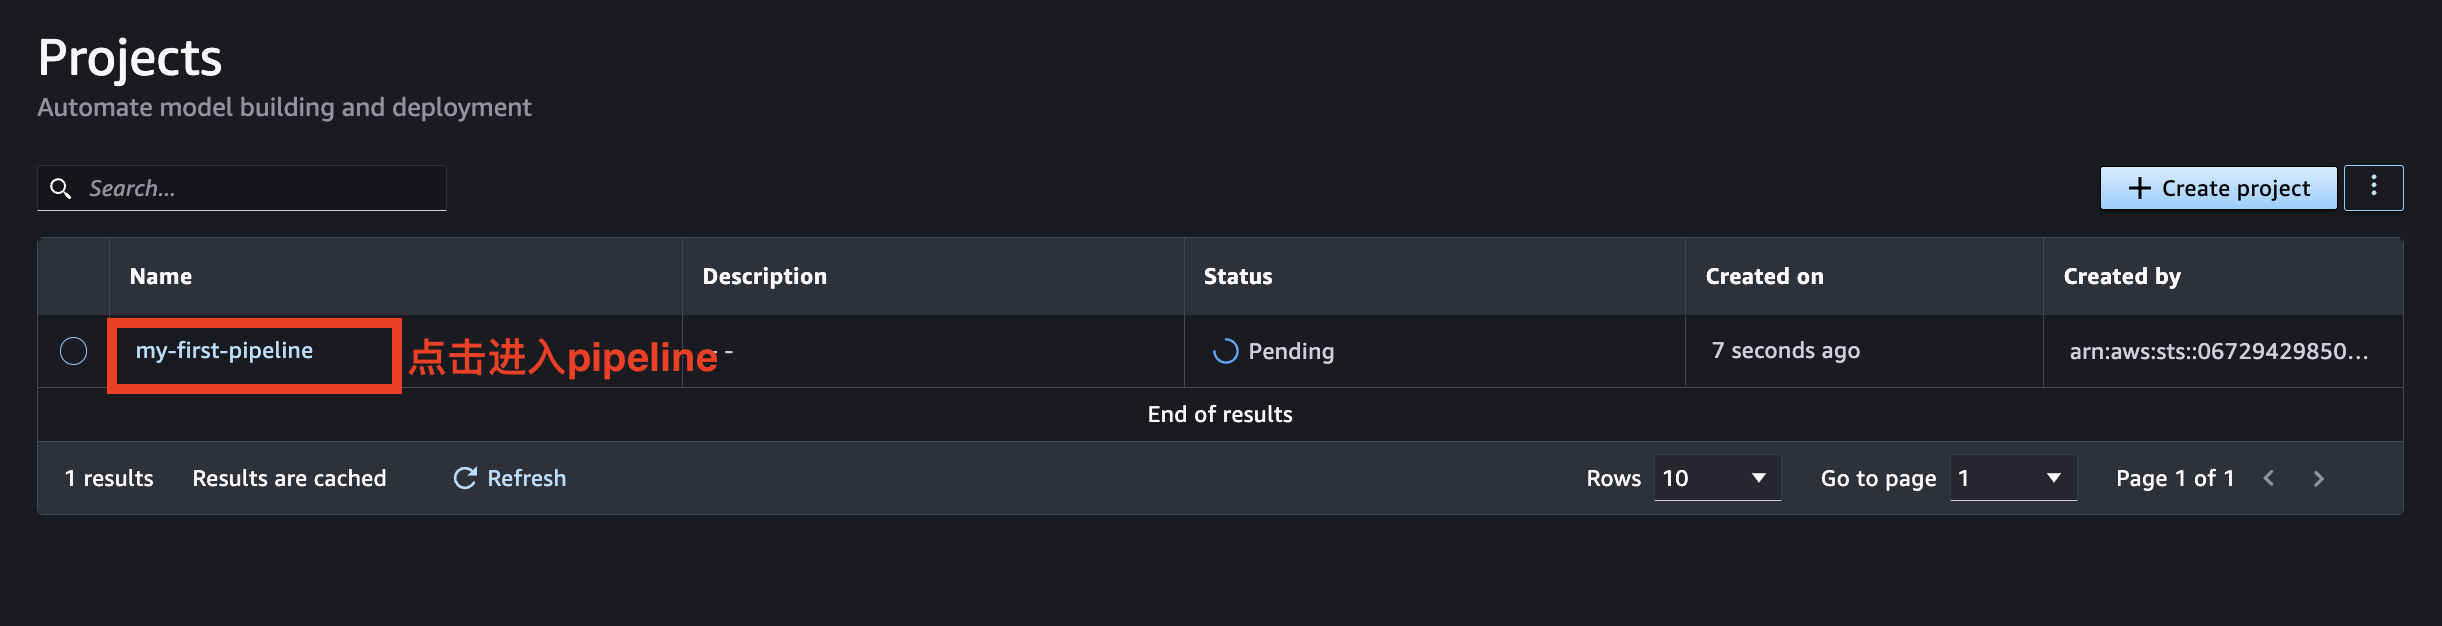 Projects
Automate model building and deployment
Search...
+ Create project
Name Description Status Created on Created by
my-first-pipeline 点击进入pipeline -- Pending 7 seconds ago arn:aws:sts::06729429850...
End of results
1 results Results are cached Refresh Rows 10 Go to page 1 Page 1 of 1